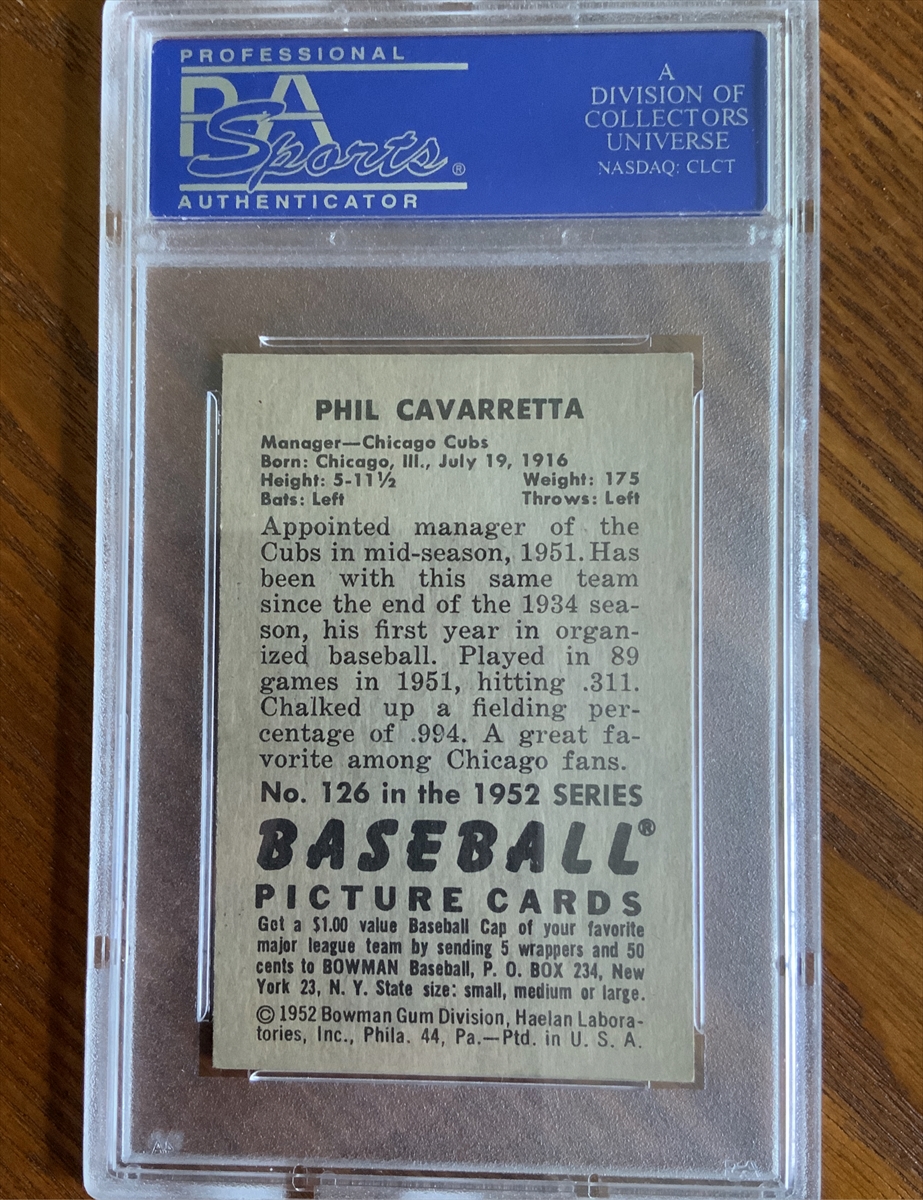 PROFESSIONAL
PSA
Sports®
AUTHENTICATOR
A
DIVISION OF
COLLECTORS
UNIVERSE
NASDAQ: CLCT
PHIL CAVARRETTA
Manager—Chicago Cubs
Born: Chicago, Ill., July 19, 1916
Height: 5-11½ Weight: 175
Bats: Left Throws: Left
Appointed manager of the
Cubs in mid-season, 1951. Has
been with this same team
since the end of the 1934 sea-
son, his first year in organ-
ized baseball. Played in 89
games in 1951, hitting .311.
Chalked up a fielding per-
centage of .994. A great fa-
vorite among Chicago fans.
No. 126 in the 1952 SERIES
BASEBALL®
PICTURE CARDS
Get a $1.00 value Baseball Cap of your favorite
major league team by sending 5 wrappers and 50
cents to BOWMAN Baseball, P. O. BOX 234, New
York 23, N. Y. State size: small, medium or large.
© 1952 Bowman Gum Division, Haelan Labora-
tories, Inc., Phila. 44, Pa.—Ptd. in U. S. A.